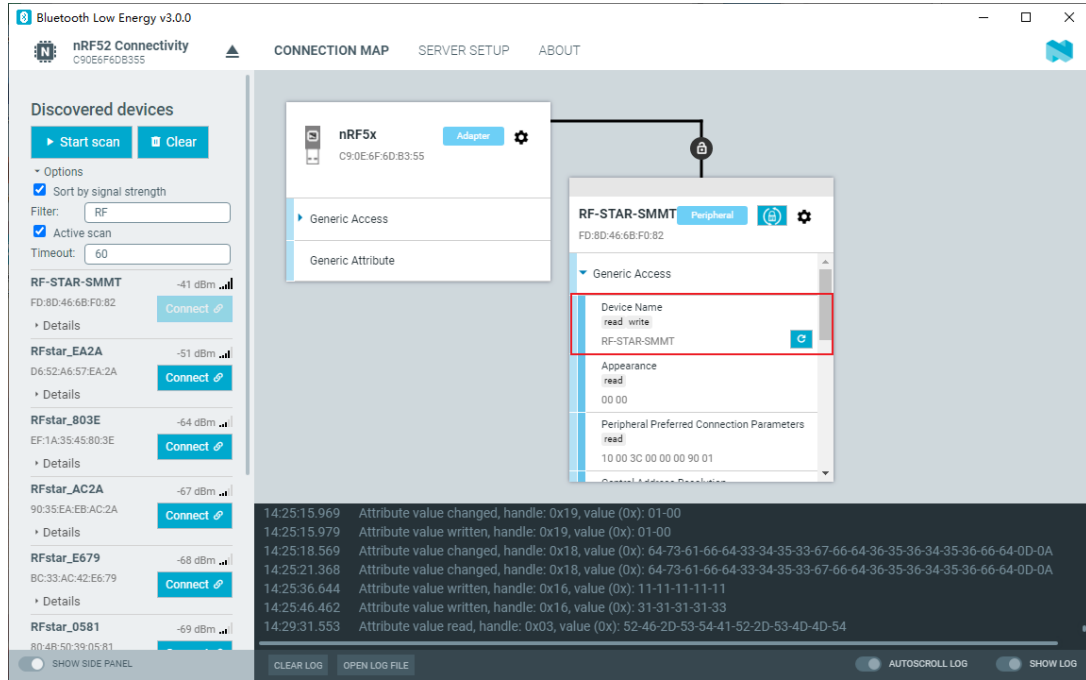 Bluetooth Low Energy v3.0.0
nRF52 Connectivity
C90E6F6DB355
CONNECTION MAP SERVER SETUP ABOUT
Discovered devices
Start scan Clear
Options
Sort by signal strength
Filter: RF
Active scan
Timeout: 60
RF-STAR-SMMT -41 dBm
FD:8D:46:6B:F0:82 Connect
Details
RFstar_EA2A -51 dBm
D6:52:A6:57:EA:2A Connect
Details
RFstar_803E -64 dBm
EF:1A:35:45:80:3E Connect
Details
RFstar_AC2A -67 dBm
90:35:EA:EB:AC:2A Connect
Details
RFstar_E679 -68 dBm
BC:33:AC:42:E6:79 Connect
Details
RFstar_0581 -69 dBm
80:4B:50:39:05:81
SHOW SIDE PANEL
nRF5x Adapter
C9:0E:6F:6D:B3:55
Generic Access
Generic Attribute
RF-STAR-SMMT Peripheral
FD:8D:46:6B:F0:82
Generic Access
Device Name
read write
RF-STAR-SMMT
Appearance
read
00 00
Peripheral Preferred Connection Parameters
read
10 00 3C 00 00 00 90 01
Central Address Resolution
14:25:15.969 Attribute value changed, handle: 0x19, value (0x): 01-00
14:25:15.979 Attribute value written, handle: 0x19, value (0x): 01-00
14:25:18.569 Attribute value changed, handle: 0x18, value (0x): 64-73-61-66-64-33-34-35-33-67-66-64-36-35-36-34-35-36-66-64-0D-0A
14:25:21.368 Attribute value changed, handle: 0x18, value (0x): 64-73-61-66-64-33-34-35-33-67-66-64-36-35-36-34-35-36-66-64-0D-0A
14:25:36.644 Attribute value written, handle: 0x16, value (0x): 11-11-11-11-11
14:25:46.462 Attribute value written, handle: 0x16, value (0x): 31-31-31-31-33
14:29:31.553 Attribute value read, handle: 0x03, value (0x): 52-46-2D-53-54-41-52-2D-53-4D-4D-54
CLEAR LOG OPEN LOG FILE AUTOSCROLL LOG SHOW LOG